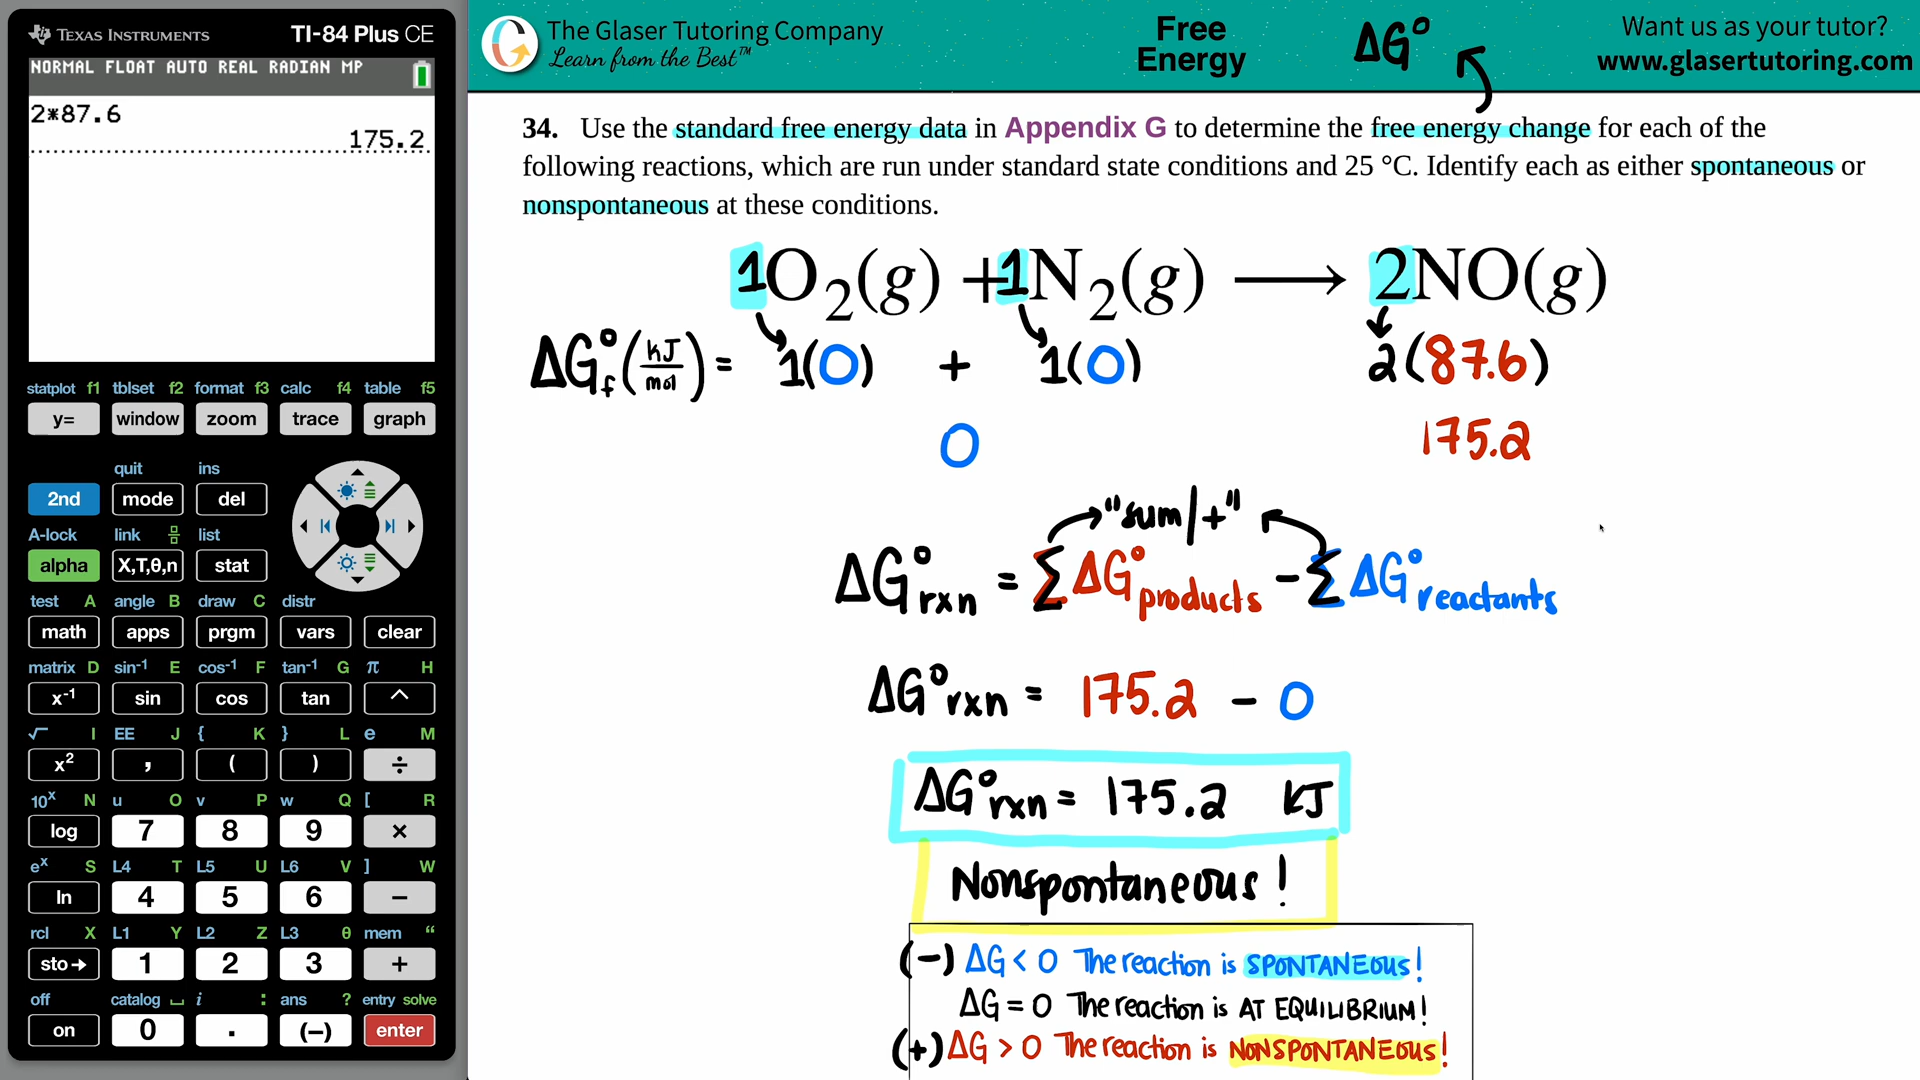 TEXAS INSTRUMENTS TI-84 Plus CE
NORMAL FLOAT AUTO REAL RADIAN MP
2*87.6
175.2
statplot f1 tblset f2 format f3 calc f4 table f5
y= window zoom trace graph
quit ins
2nd mode del
A-lock link list
alpha X,T,θ,n stat
test A angle B draw C distr
math apps prgm vars clear
matrix D sin⁻¹ E cos⁻¹ F tan⁻¹ G π H
x⁻¹ sin cos tan ^
√ I EE J { K } L e M
x² , ( ) ÷
10ˣ N u O v P w Q [ R
log 7 8 9 ×
eˣ S L4 T L5 U L6 V ] W
ln 4 5 6 −
rcl X L1 Y L2 Z L3 θ mem "
sto→ 1 2 3 +
off catalog ␣ i : ans ? entry solve
on 0 . (−) enter
The Glaser Tutoring Company
Learn from the Best™
Free
Energy
ΔG°
Want us as your tutor?
www.glasertutoring.com
34. Use the standard free energy data in Appendix G to determine the free energy change for each of the
following reactions, which are run under standard state conditions and 25 °C. Identify each as either spontaneous or
nonspontaneous at these conditions.
1O₂(g) + 1N₂(g) ⟶ 2NO(g)
ΔG°f (kJ/mol) = 1(0) + 1(0) 2(87.6)
0 175.2
"sum/+"
ΔG°rxn = Σ ΔG°products − Σ ΔG°reactants
ΔG°rxn = 175.2 − 0
ΔG°rxn = 175.2 kJ
Nonspontaneous!
(−) ΔG < 0 The reaction is SPONTANEOUS!
ΔG = 0 The reaction is AT EQUILIBRIUM!
(+) ΔG > 0 The reaction is NONSPONTANEOUS!